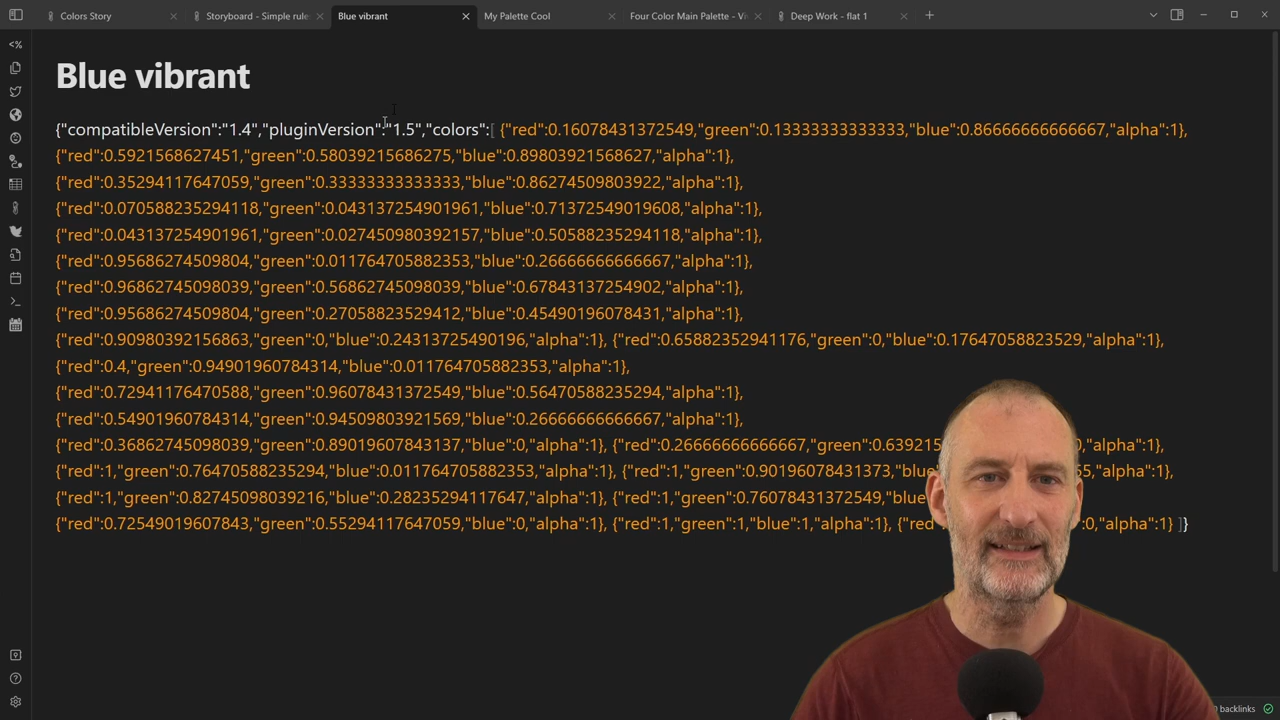 Colors Story
Storyboard - Simple rule
Blue vibrant
My Palette Cool
Four Color Main Palette - Vi
Deep Work - flat 1
Blue vibrant
{"compatibleVersion":"1.4","pluginVersion":"1.5","colors":[ {"red":0.16078431372549,"green":0.13333333333333,"blue":0.86666666666667,"alpha":1},
{"red":0.5921568627451,"green":0.58039215686275,"blue":0.89803921568627,"alpha":1},
{"red":0.35294117647059,"green":0.33333333333333,"blue":0.86274509803922,"alpha":1},
{"red":0.070588235294118,"green":0.043137254901961,"blue":0.71372549019608,"alpha":1},
{"red":0.043137254901961,"green":0.027450980392157,"blue":0.50588235294118,"alpha":1},
{"red":0.95686274509804,"green":0.011764705882353,"blue":0.26666666666667,"alpha":1},
{"red":0.96862745098039,"green":0.56862745098039,"blue":0.67843137254902,"alpha":1},
{"red":0.95686274509804,"green":0.27058823529412,"blue":0.45490196078431,"alpha":1},
{"red":0.90980392156863,"green":0,"blue":0.24313725490196,"alpha":1}, {"red":0.65882352941176,"green":0,"blue":0.17647058823529,"alpha":1},
{"red":0.4,"green":0.94901960784314,"blue":0.011764705882353,"alpha":1},
{"red":0.72941176470588,"green":0.96078431372549,"blue":0.56470588235294,"alpha":1},
{"red":0.54901960784314,"green":0.94509803921569,"blue":0.26666666666667,"alpha":1},
{"red":0.36862745098039,"green":0.89019607843137,"blue":0,"alpha":1}, {"red":0.26666666666667,"green":0.639215 0,"alpha":1},
{"red":1,"green":0.76470588235294,"blue":0.011764705882353,"alpha":1}, {"red":1,"green":0.90196078431373,"blue 55,"alpha":1},
{"red":1,"green":0.82745098039216,"blue":0.28235294117647,"alpha":1}, {"red":1,"green":0.76078431372549,"blue "alpha":1},
{"red":0.72549019607843,"green":0.55294117647059,"blue":0,"alpha":1}, {"red":1,"green":1,"blue":1,"alpha":1}, {"red" :0,"alpha":1} ]}
backlinks